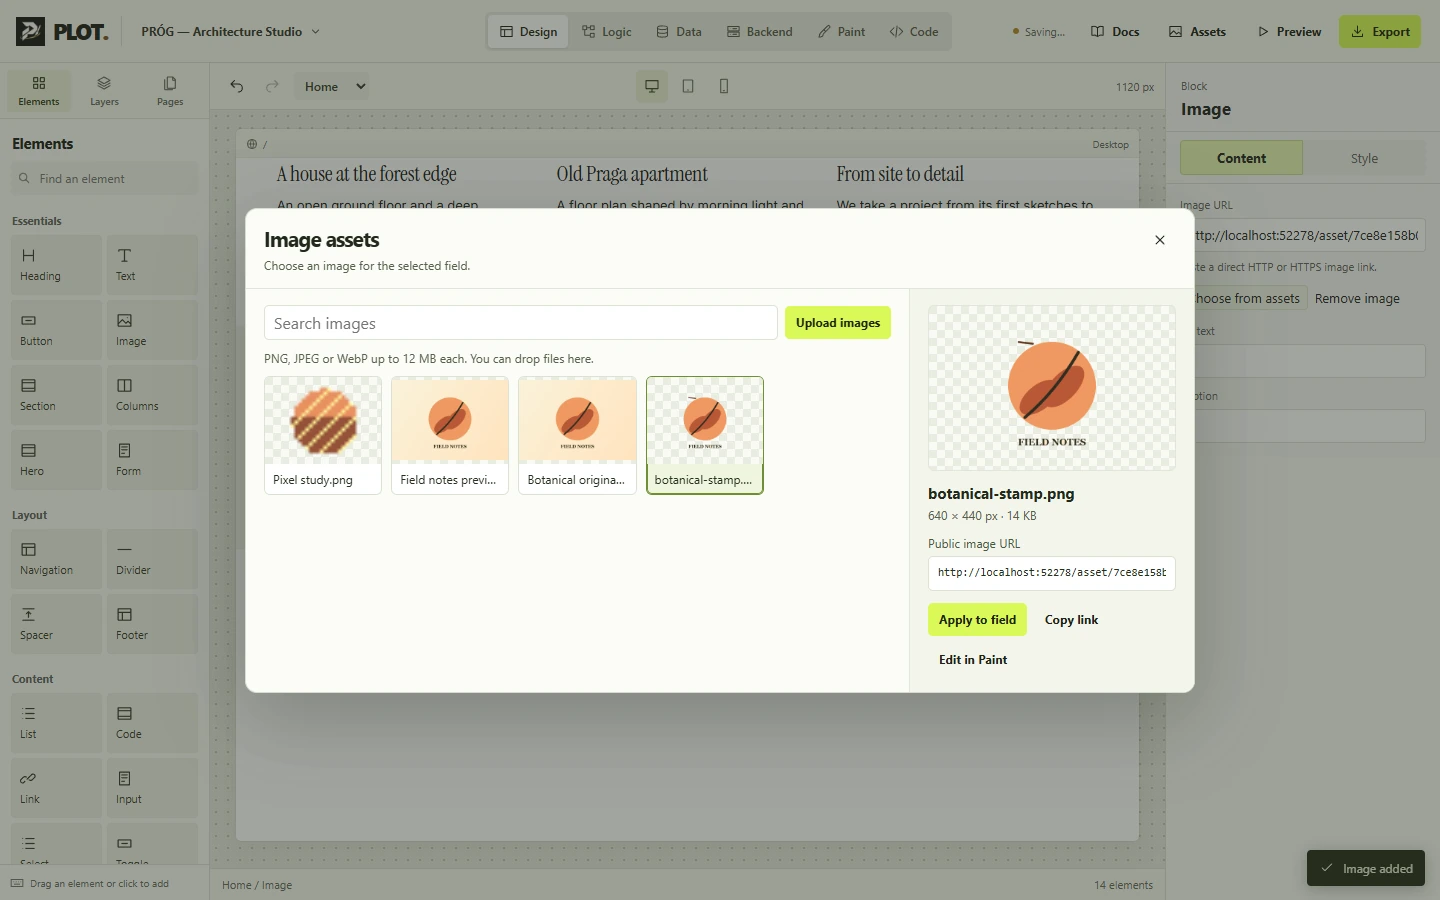 PLOT.
PRÓG — Architecture Studio
Design
Logic
Data
Backend
Paint
Code
Saving...
Docs
Assets
Preview
Export
Elements
Layers
Pages
Home
1120 px
Block
Image
Elements
Find an element
Content
Style
/
Desktop
A house at the forest edge
Old Praga apartment
From site to detail
An open ground floor and a deep
A floor plan shaped by morning light and
We take a project from its first sketches to
Essentials
Heading
Text
Button
Image
Section
Columns
Hero
Form
Layout
Navigation
Divider
Spacer
Footer
Content
List
Code
Link
Input
Select
Toggle
Drag an element or click to add
Image assets
Choose an image for the selected field.
Search images
Upload images
PNG, JPEG or WebP up to 12 MB each. You can drop files here.
Pixel study.png
FIELD NOTES
Field notes previ...
FIELD NOTES
Botanical origina...
FIELD NOTES
botanical-stamp....
FIELD NOTES
botanical-stamp.png
640 × 440 px · 14 KB
Public image URL
http://localhost:52278/asset/7ce8e158b
Apply to field
Copy link
Edit in Paint
Image URL
ttp://localhost:52278/asset/7ce8e158b(
te a direct HTTP or HTTPS image link.
hoose from assets
Remove image
text
otion
Home / Image
14 elements
Image added